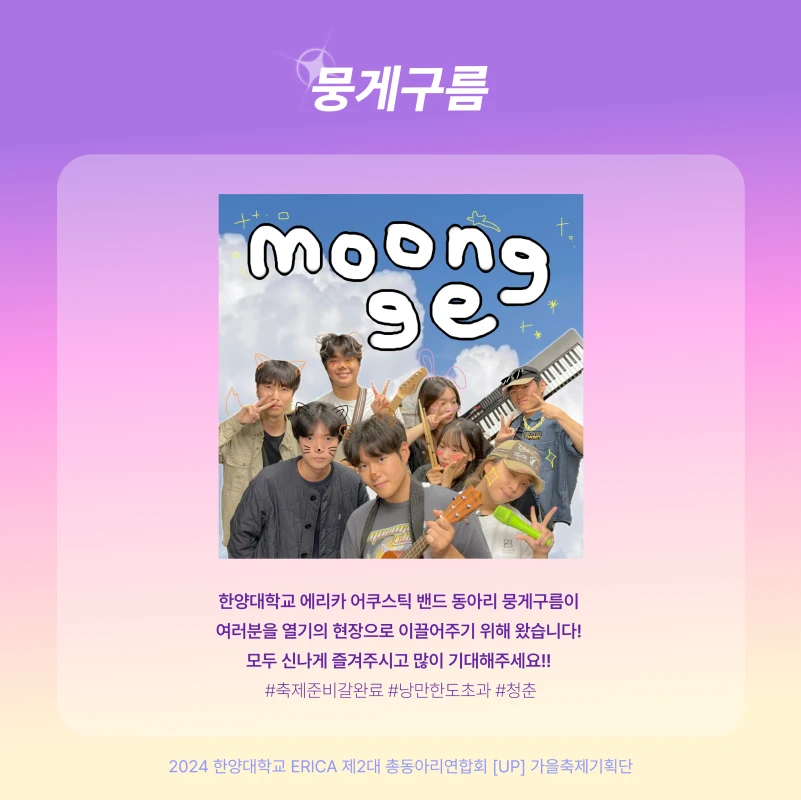 뭉게구름
moong
ge
한양대학교 에리카 어쿠스틱 밴드 동아리 뭉게구름이
여러분을 열기의 현장으로 이끌어주기 위해 왔습니다!
모두 신나게 즐겨주시고 많이 기대해주세요!!
#축제준비갈완료 #낭만한도초과 #청춘
2024 한양대학교 ERICA 제2대 총동아리연합회 [UP] 가을축제기획단